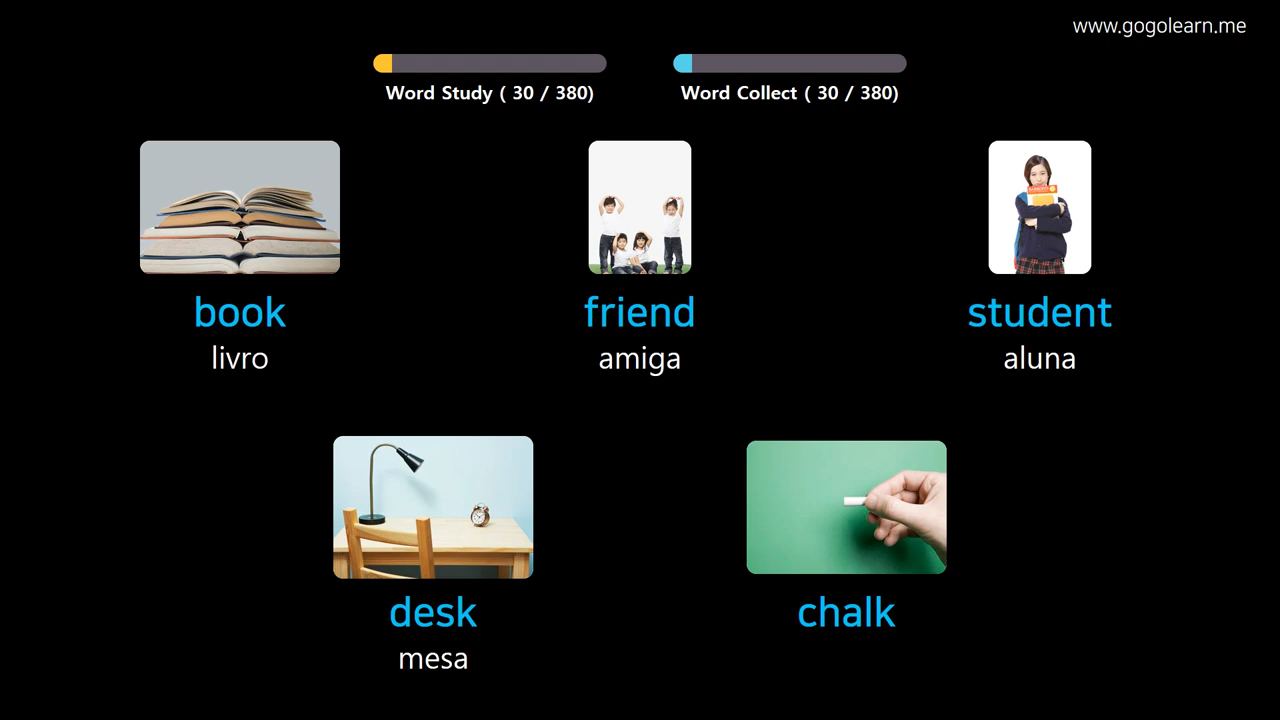 www.gogolearn.me
Word Study ( 30 / 380)
Word Collect ( 30 / 380)
book
livro
friend
amiga
student
aluna
desk
mesa
chalk